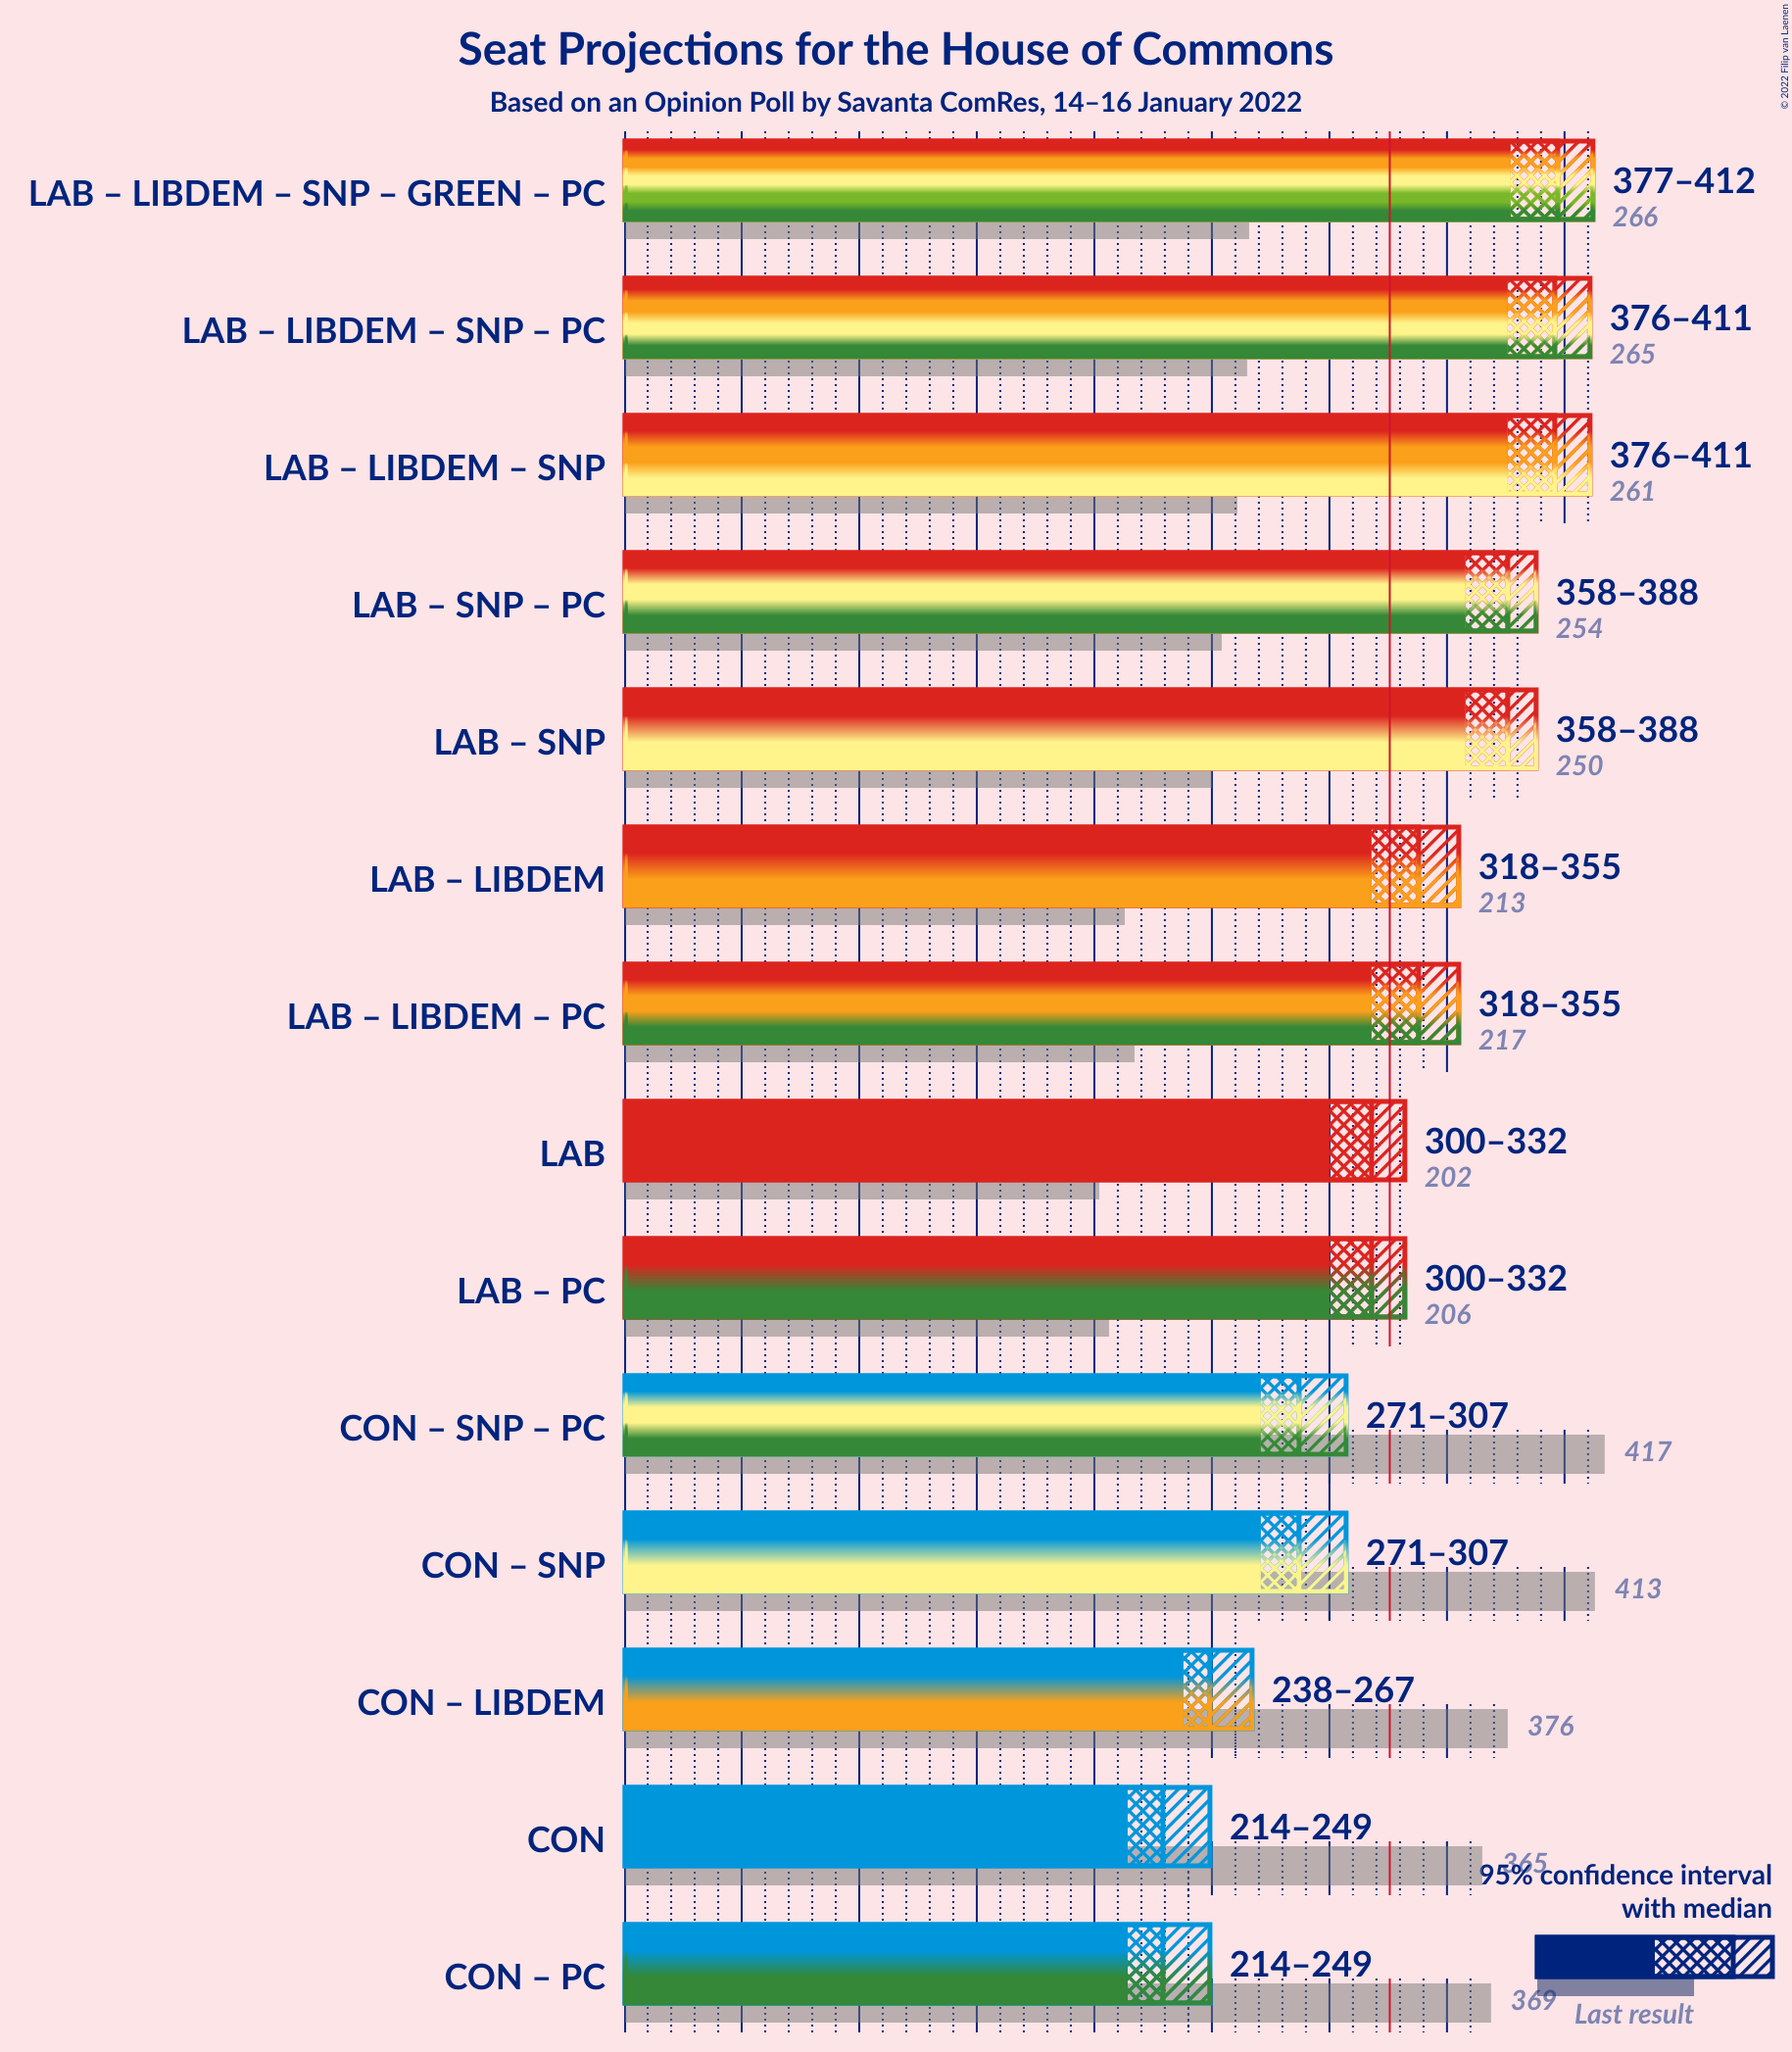 Seat Projections for the House of Commons
Based on an Opinion Poll by Savanta ComRes, 14–16 January 2022
© 2022 Filip van Laenen
LAB – LIBDEM – SNP – GREEN – PC
377–412
266
LAB – LIBDEM – SNP – PC
376–411
265
LAB – LIBDEM – SNP
376–411
261
LAB – SNP – PC
358–388
254
LAB – SNP
358–388
250
LAB – LIBDEM
318–355
213
LAB – LIBDEM – PC
318–355
217
LAB
300–332
202
LAB – PC
300–332
206
CON – SNP – PC
271–307
417
CON – SNP
271–307
413
CON – LIBDEM
238–267
376
CON
214–249
365
CON – PC
214–249
369
95% confidence interval
with median
Last result